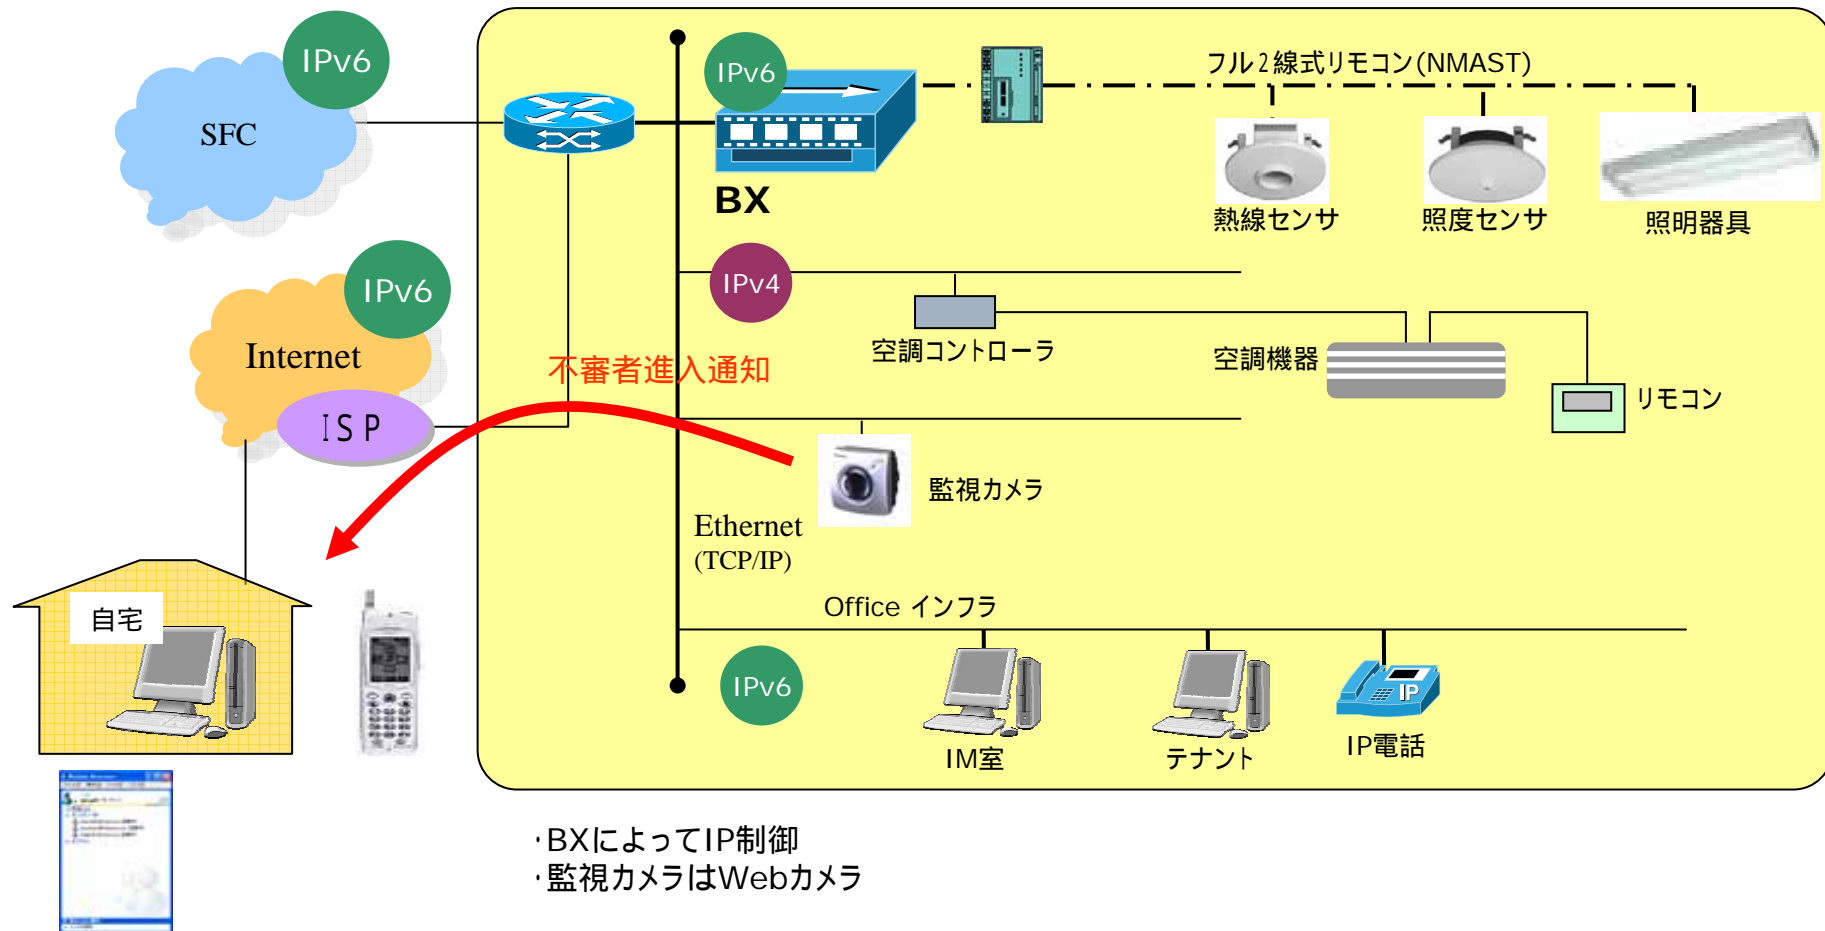 IPv6
SFC
IPv6
BX
フル2線式リモコン(NMAST)
熱線センサ
照度センサ
照明器具
IPv6
Internet
ISP
IPv4
空調コントローラ
空調機器
リモコン
不審者進入通知
監視カメラ
Ethernet
(TCP/IP)
自宅
Office インフラ
IPv6
IM室
テナント
IP
IP電話
・BXによってIP制御
・監視カメラはWebカメラ